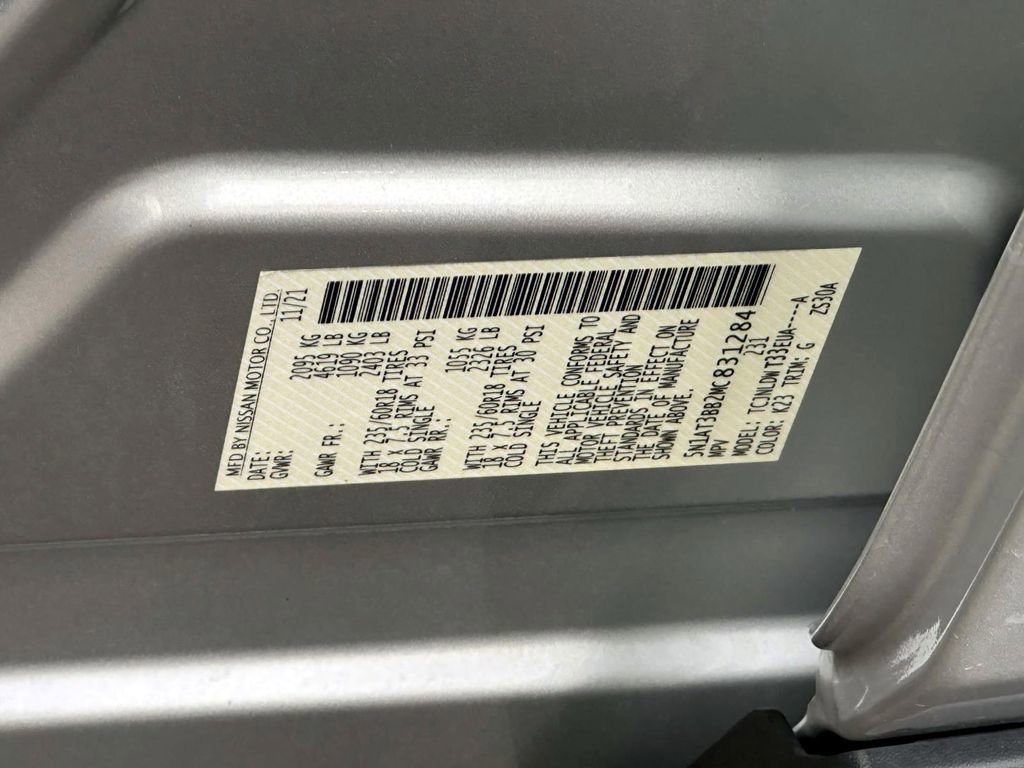 MFD BY NISSAN MOTOR CO., LTD.
DATE: 11/21
GVWR: 2095 KG
4619 LB
GAWR FR.: 1090 KG
2403 LB
WITH 235/60R18 TIRES
18 X 7.5 RIMS AT 33 PSI
COLD SINGLE
GAWR RR.: 1055 KG
2326 LB
WITH 235/60R18 TIRES
18 X 7.5 RIMS AT 30 PSI
COLD SINGLE
THIS VEHICLE CONFORMS TO
ALL APPLICABLE FEDERAL
MOTOR VEHICLE SAFETY AND
THEFT PREVENTION
STANDARDS IN EFFECT ON
THE DATE OF MANUFACTURE
SHOWN ABOVE.
5N1AT3BB2MC831284
MPV 231
MODEL: TCJNLDW T33EUA----A
COLOR: K23 TRIM: G ZS30A